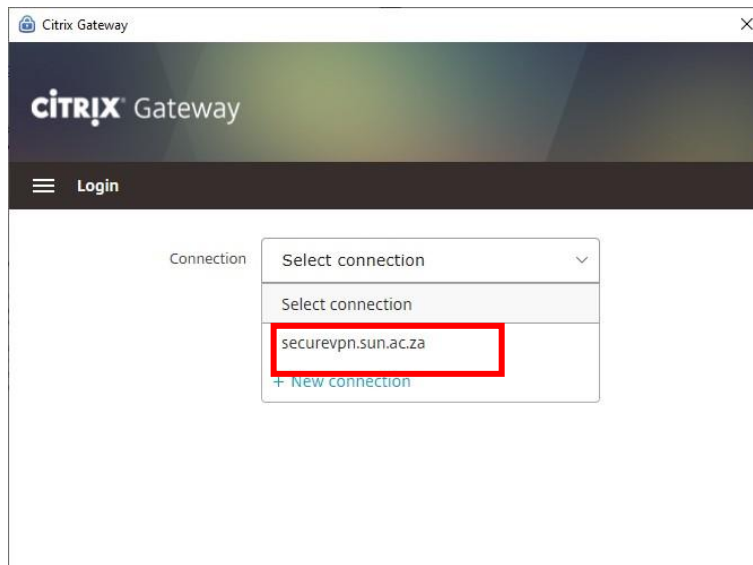 Citrix Gateway
CITRIX Gateway
Login
Connection
Select connection
Select connection
securevpn.sun.ac.za
+ New connection